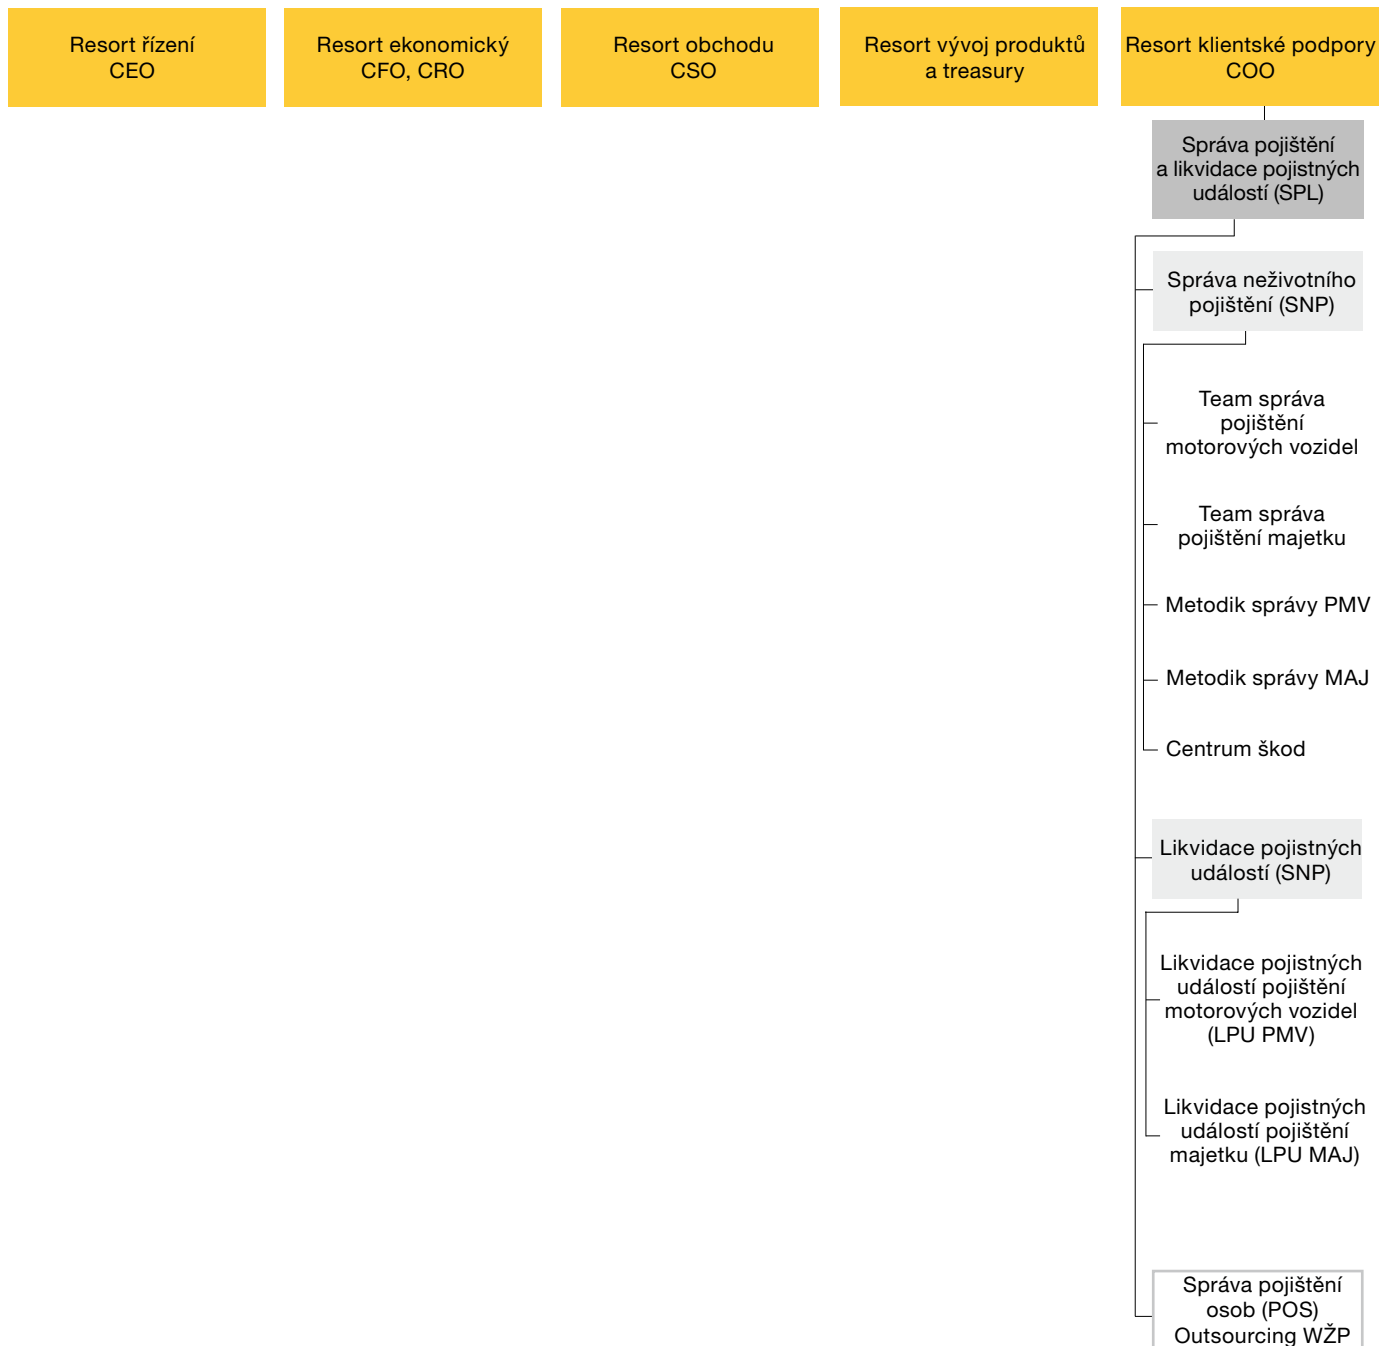 Resort řízení
CEO
Resort ekonomický
CFO, CRO
Resort obchodu
CSO
Resort vývoj produktů
a treasury
Resort klientské podpory
COO
Správa pojištění
a likvidace pojistných
událostí (SPL)
Správa neživotního
pojištění (SNP)
Team správa
pojištění
motorových vozidel
Team správa
pojištění majetku
Metodik správy PMV
Metodik správy MAJ
Centrum škod
Likvidace pojistných
událostí (SNP)
Likvidace pojistných
událostí pojištění
motorových vozidel
(LPU PMV)
Likvidace pojistných
událostí pojištění
majetku (LPU MAJ)
Správa pojištění
osob (POS)
Outsourcing WŽP